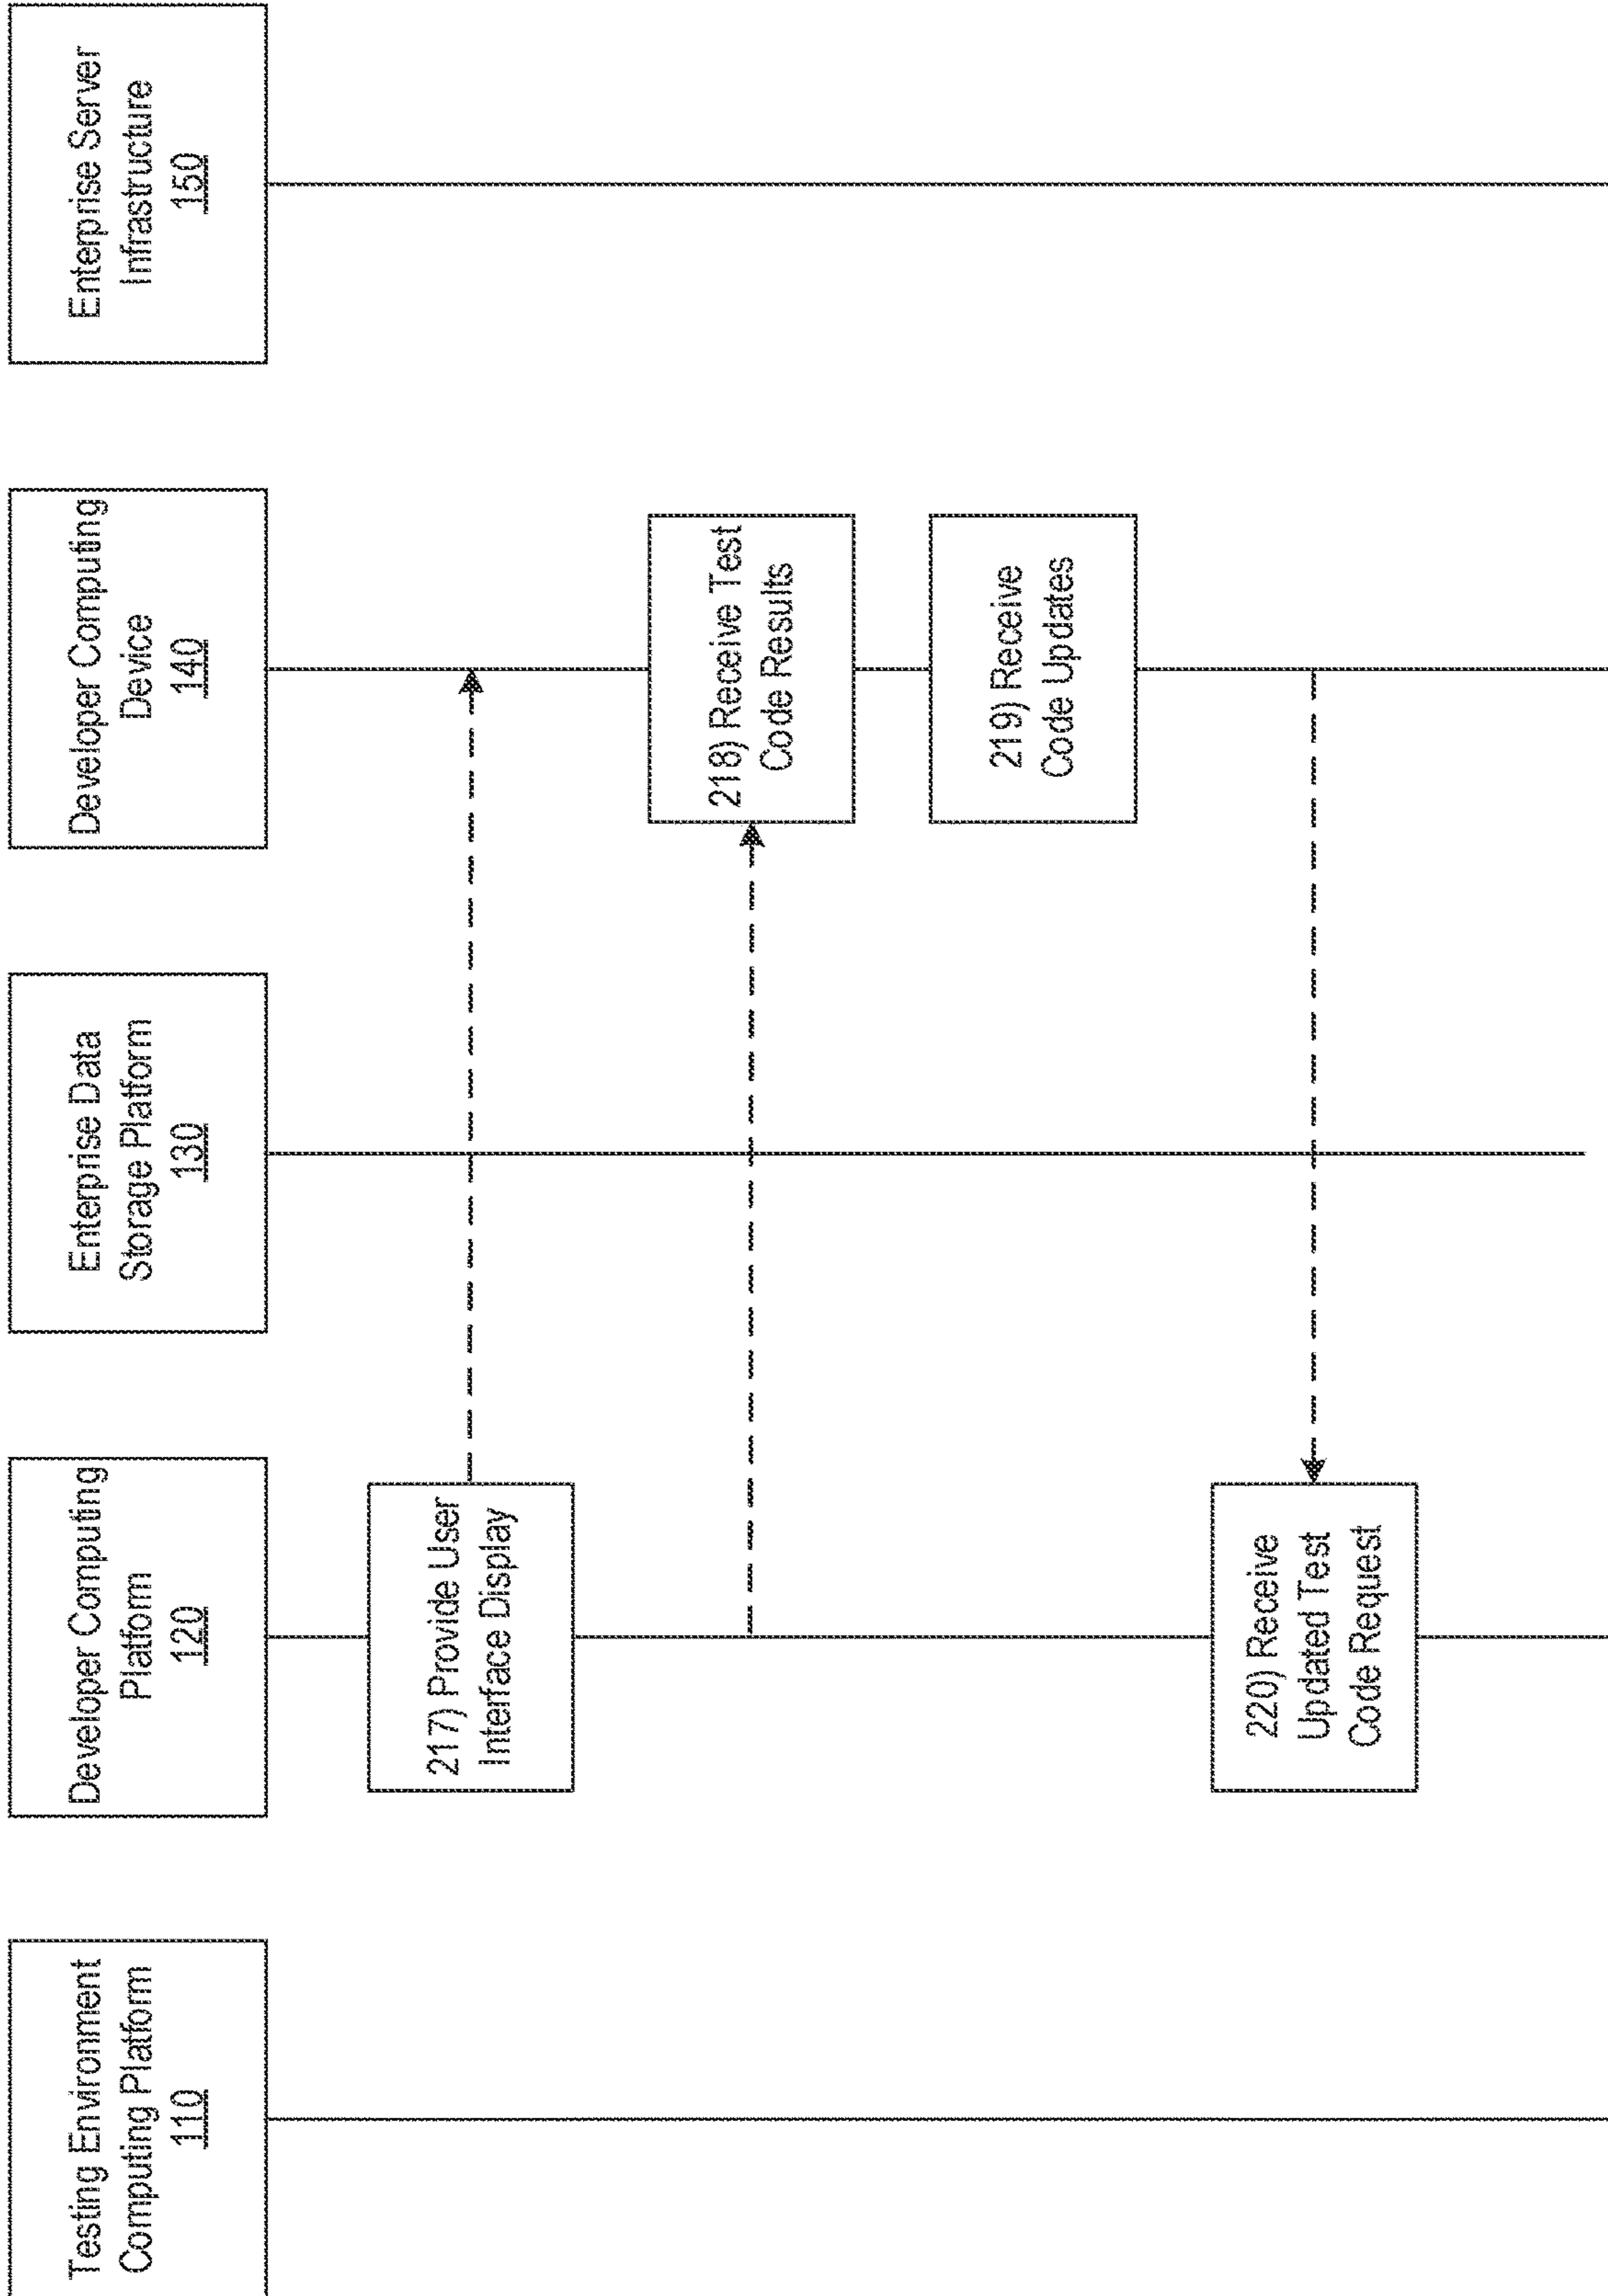 Testing Environment
Computing Platform
110
Developer Computing
Platform
120
Enterprise Data
Storage Platform
130
Developer Computing
Device
140
Enterprise Server
Infrastructure
150
217) Provide User
Interface Display
218) Receive Test
Code Results
219) Receive
Code Updates
220) Receive
Updated Test
Code Request